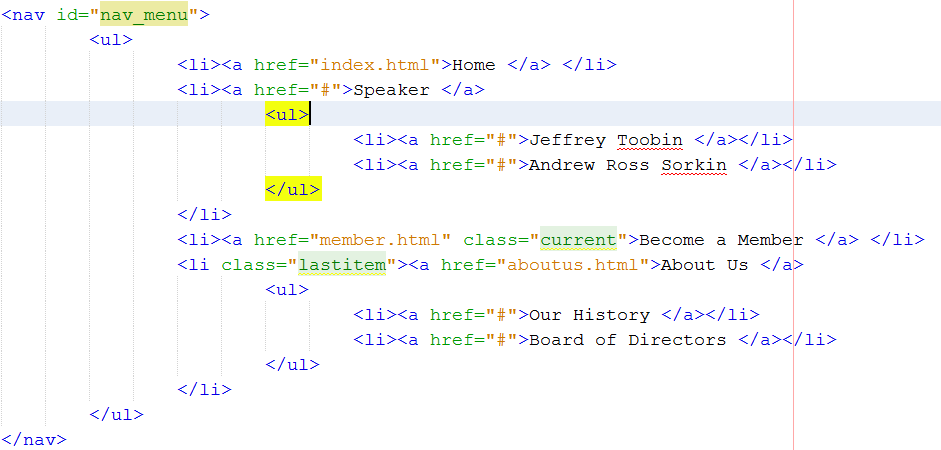 <nav id="nav_menu">
<ul>
<li><a href="index.html">Home </a> </li>
<li><a href="#">Speaker </a>
<ul>
<li><a href="#">Jeffrey Toobin </a></li>
<li><a href="#">Andrew Ross Sorkin </a></li>
</ul>
</li>
<li><a href="member.html" class="current">Become a Member </a> </li>
<li class="lastitem"><a href="aboutus.html">About Us </a>
<ul>
<li><a href="#">Our History </a></li>
<li><a href="#">Board of Directors </a></li>
</ul>
</li>
</ul>
</nav>